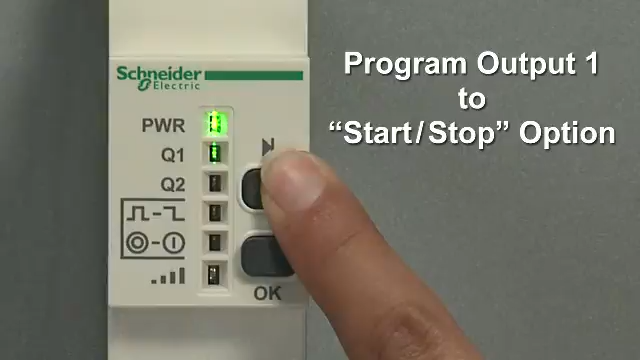 Schneider
Electric
PWR
Q1
Q2
OK
Program Output 1
to
“Start/Stop” Option